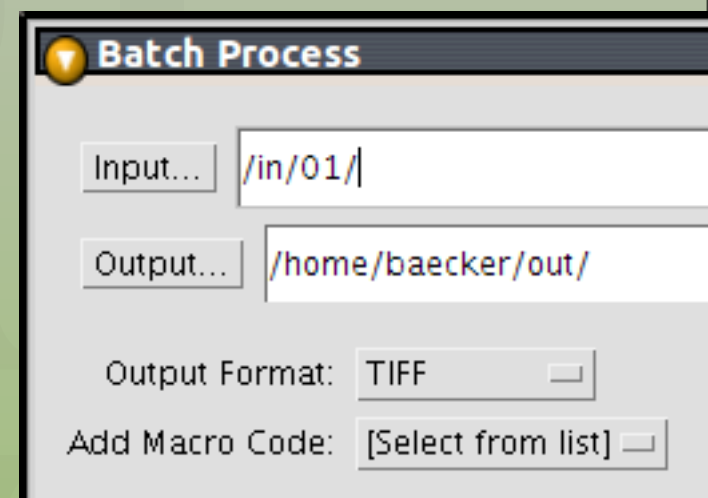 Batch Process
Input... /in/01/
Output... /home/baecker/out/
Output Format: TIFF
Add Macro Code: [Select from list]